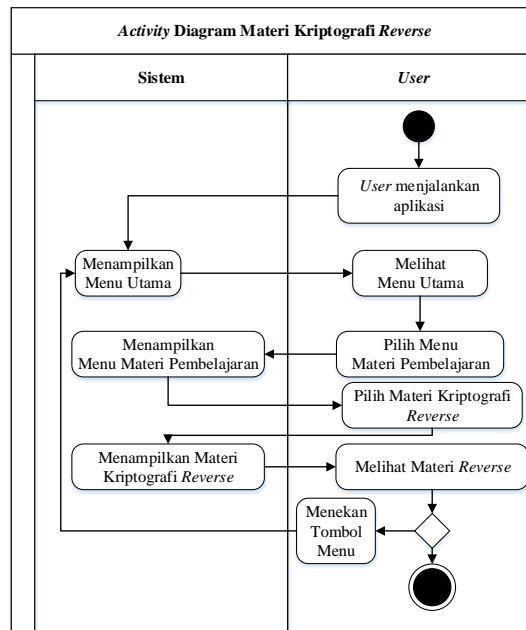 Activity Diagram Materi Kriptografi Reverse
Sistem
User
User menjalankan
aplikasi
Menampilkan
Menu Utama
Melihat
Menu Utama
Menampilkan
Menu Materi Pembelajaran
Pilih Menu
Materi Pembelajaran
Pilih Materi Kriptografi
Reverse
Menampilkan Materi
Kriptografi Reverse
Melihat Materi Reverse
Menekan
Tombol
Menu